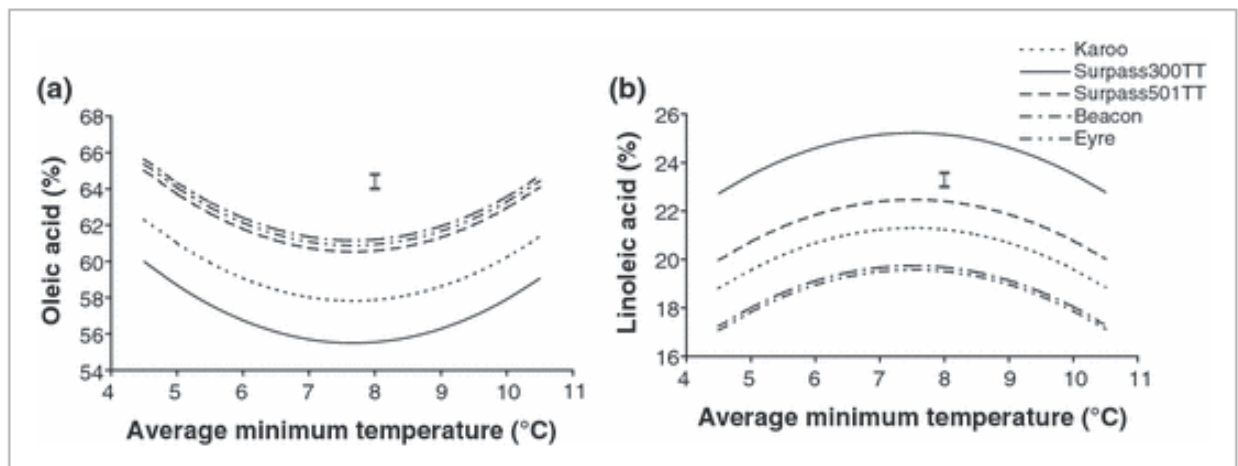 Karoo
Surpass300TT
Surpass501TT
Beacon
Eyre
(a)
68
66
64
62
60
58
56
54
Oleic acid (%)
4 5 6 7 8 9 10 11
Average minimum temperature (°C)
(b)
26
24
22
20
18
16
Linoleic acid (%)
4 5 6 7 8 9 10 11
Average minimum temperature (°C)